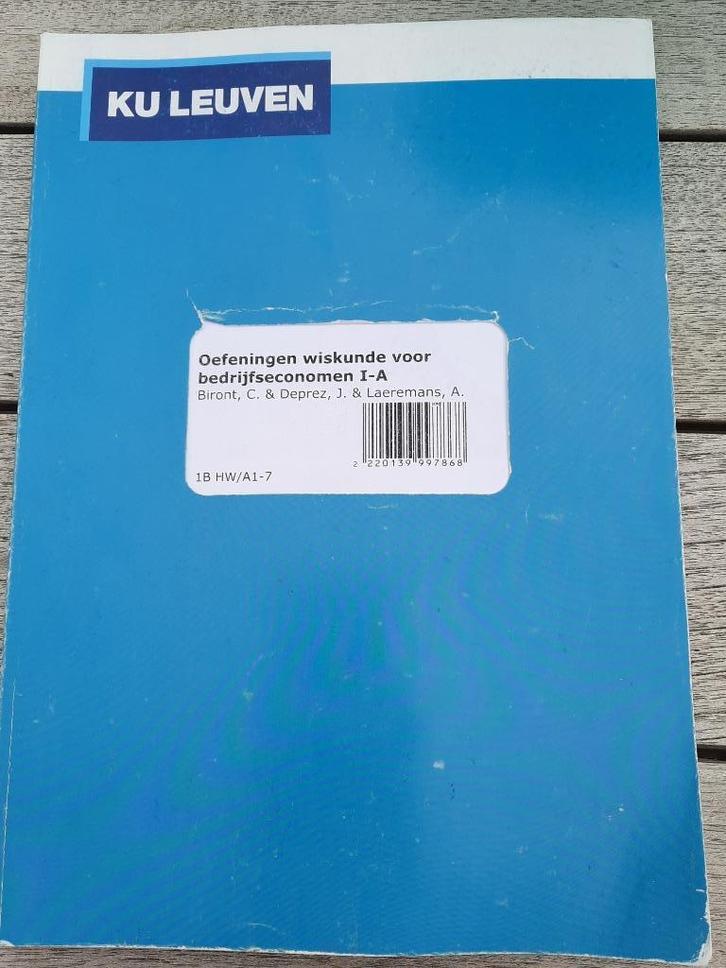 KU LEUVEN
Oefeningen wiskunde voor
bedrijfseconomen I-A
Biront, C. & Deprez, J. & Laeremans, A.
2 220139 997868
1B HW/A1-7